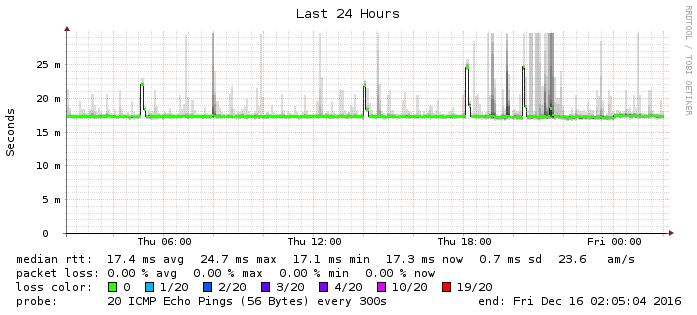 Last 24 Hours
RRDTOOL / TOBI OETIKER
Seconds
25 m
20 m
15 m
10 m
5 m
0
Thu 06:00 Thu 12:00 Thu 18:00 Fri 00:00
median rtt: 17.4 ms avg 24.7 ms max 17.1 ms min 17.3 ms now 0.7 ms sd 23.6 am/s
packet loss: 0.00 % avg 0.00 % max 0.00 % min 0.00 % now
loss color: 0 1/20 2/20 3/20 4/20 10/20 19/20
probe: 20 ICMP Echo Pings (56 Bytes) every 300s end: Fri Dec 16 02:05:04 2016